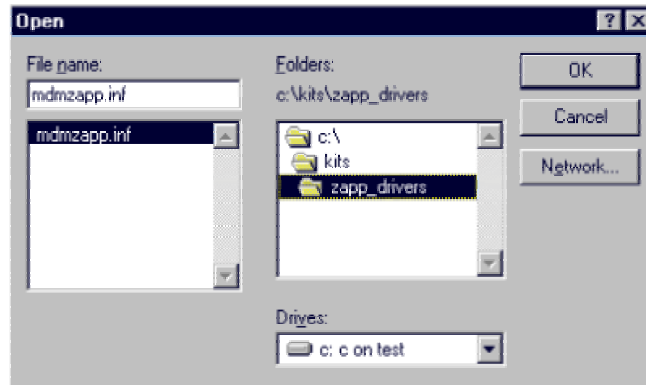 Open
File name:
mdmzapp.inf
mdmzapp.inf
Folders:
c:\kits\zapp_drivers
c:\
kits
zapp_drivers
Drives:
c: c on test
OK
Cancel
Network...